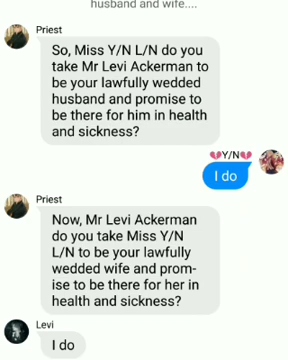 husband and wife....
Priest
So, Miss Y/N L/N do you
take Mr Levi Ackerman to
be your lawfully wedded
husband and promise to
be there for him in health
and sickness?
💔Y/N💔
I do
Priest
Now, Mr Levi Ackerman
do you take Miss Y/N
L/N to be your lawfully
wedded wife and prom-
ise to be there for her in
health and sickness?
Levi
I do